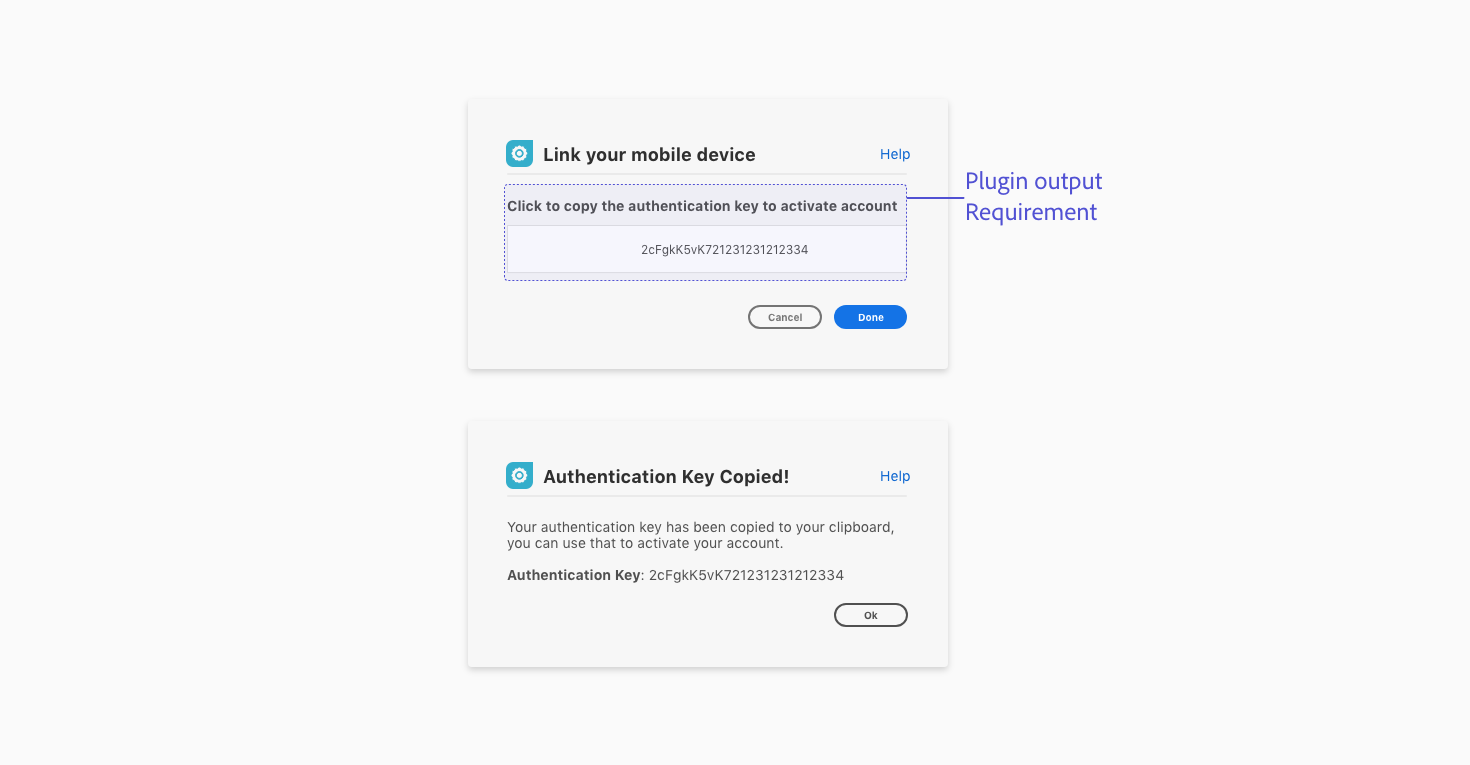 Link your mobile device
Help
Click to copy the authentication key to activate account
2cFgkK5vK721231231212334
Cancel
Done
Plugin output
Requirement
Authentication Key Copied!
Help
Your authentication key has been copied to your clipboard,
you can use that to activate your account.
Authentication Key: 2cFgkK5vK721231231212334
Ok